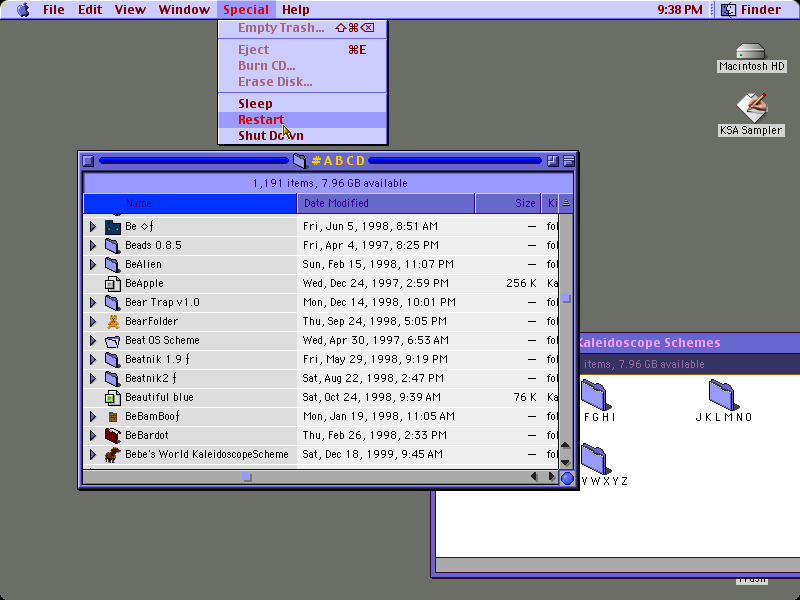 File Edit View Window Special Help 9:38 PM Finder
Empty Trash... ⇧⌘⌫
Eject ⌘E
Burn CD...
Erase Disk...
Sleep
Restart
Shut Down
Macintosh HD
KSA Sampler
#ABCD
1,191 items, 7.96 GB available
Name Date Modified Size Ki
Be ◇ƒ Fri, Jun 5, 1998, 8:51 AM — fol
Beads 0.8.5 Fri, Apr 4, 1997, 8:25 PM — fol
BeAlien Sun, Feb 15, 1998, 11:07 PM — fol
BeApple Wed, Dec 24, 1997, 2:59 PM 256 K Ka
Bear Trap v1.0 Mon, Dec 14, 1998, 10:01 PM — fol
BearFolder Thu, Sep 24, 1998, 5:05 PM — fol
Beat OS Scheme Wed, Apr 30, 1997, 6:53 AM — fol
Beatnik 1.9 ƒ Fri, May 29, 1998, 9:19 PM — fol
Beatnik2 ƒ Sat, Aug 22, 1998, 2:47 PM — fol
Beautiful blue Sat, Oct 24, 1998, 9:39 AM 76 K Ka
BeBamBooƒ Mon, Jan 19, 1998, 11:05 AM — fol
BeBardot Thu, Feb 26, 1998, 2:33 PM — fol
Bebe's World KaleidoscopeScheme Sat, Dec 18, 1999, 9:45 AM — fol
Kaleidoscope Schemes
items, 7.96 GB available
FGHI
JKLMNO
VWXYZ
Trash